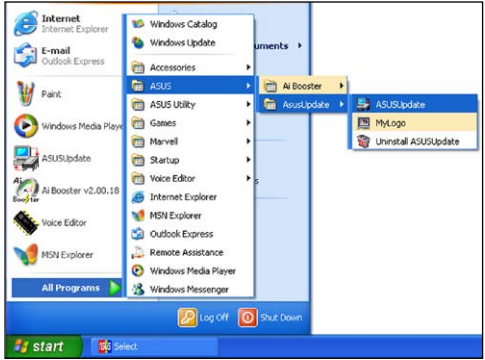 Internet
Internet Explorer
E-mail
Outlook Express
Paint
Windows Media Playe
ASUSUpdate
Ai Booster v2.00.18
Voice Editor
MSN Explorer
All Programs
Windows Catalog
Windows Update
Accessories
ASUS
ASUS Utility
Games
Marvell
Startup
Voice Editor
Internet Explorer
MSN Explorer
Outlook Express
Remote Assistance
Windows Media Player
Windows Messenger
uments
s
Ai Booster
AsusUpdate
ASUSUpdate
MyLogo
Uninstall ASUSUpdate
Log Off
Shut Down
start
Select